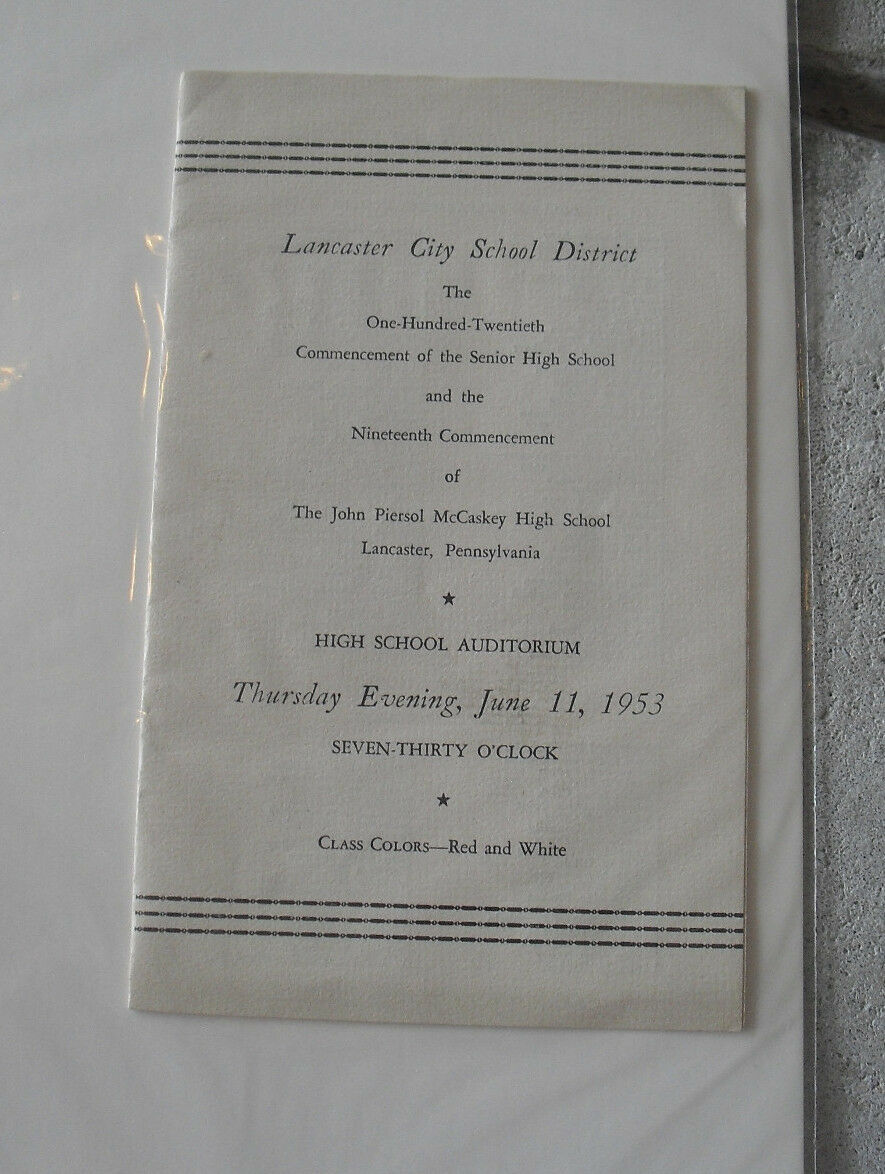 Lancaster City School District
The
One-Hundred-Twentieth
Commencement of the Senior High School
and the
Nineteenth Commencement
of
The John Piersol McCaskey High School
Lancaster, Pennsylvania
★
HIGH SCHOOL AUDITORIUM
Thursday Evening, June 11, 1953
SEVEN-THIRTY O'CLOCK
★
CLASS COLORS—Red and White